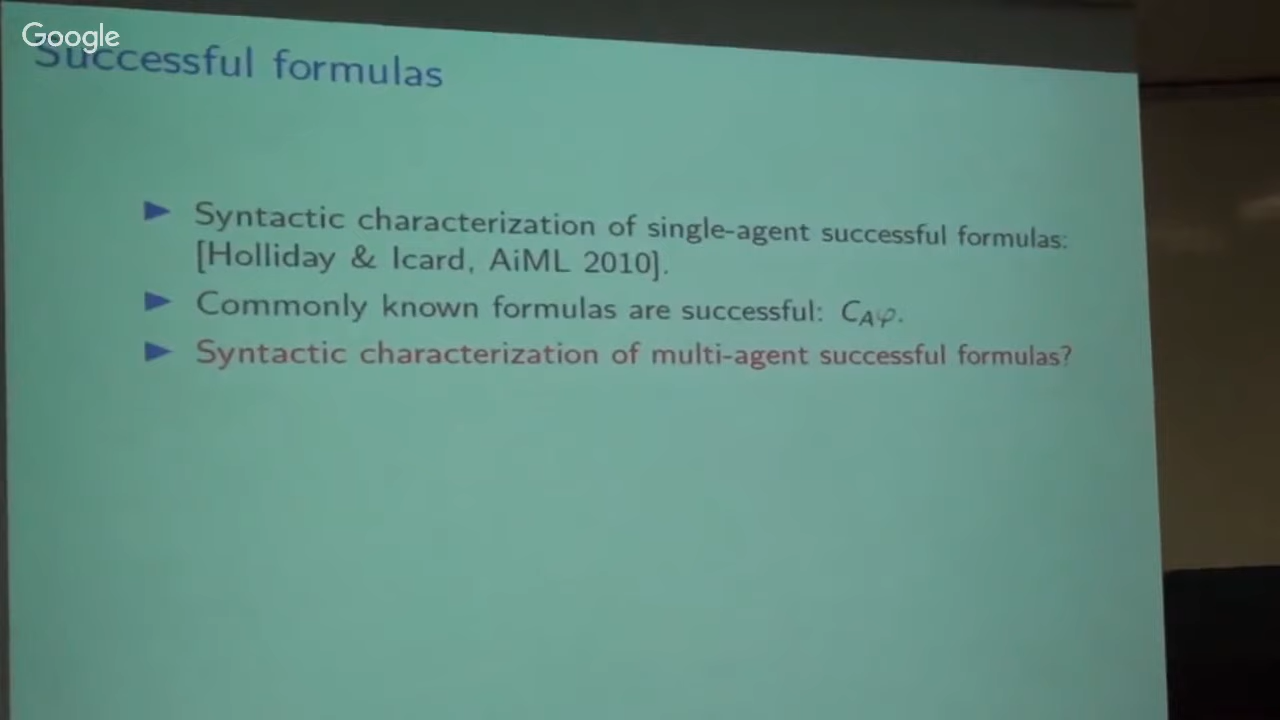 Google
Successful formulas
▶ Syntactic characterization of single-agent successful formulas:
[Holliday & Icard, AiML 2010].
▶ Commonly known formulas are successful: C_Aφ.
▶ Syntactic characterization of multi-agent successful formulas?